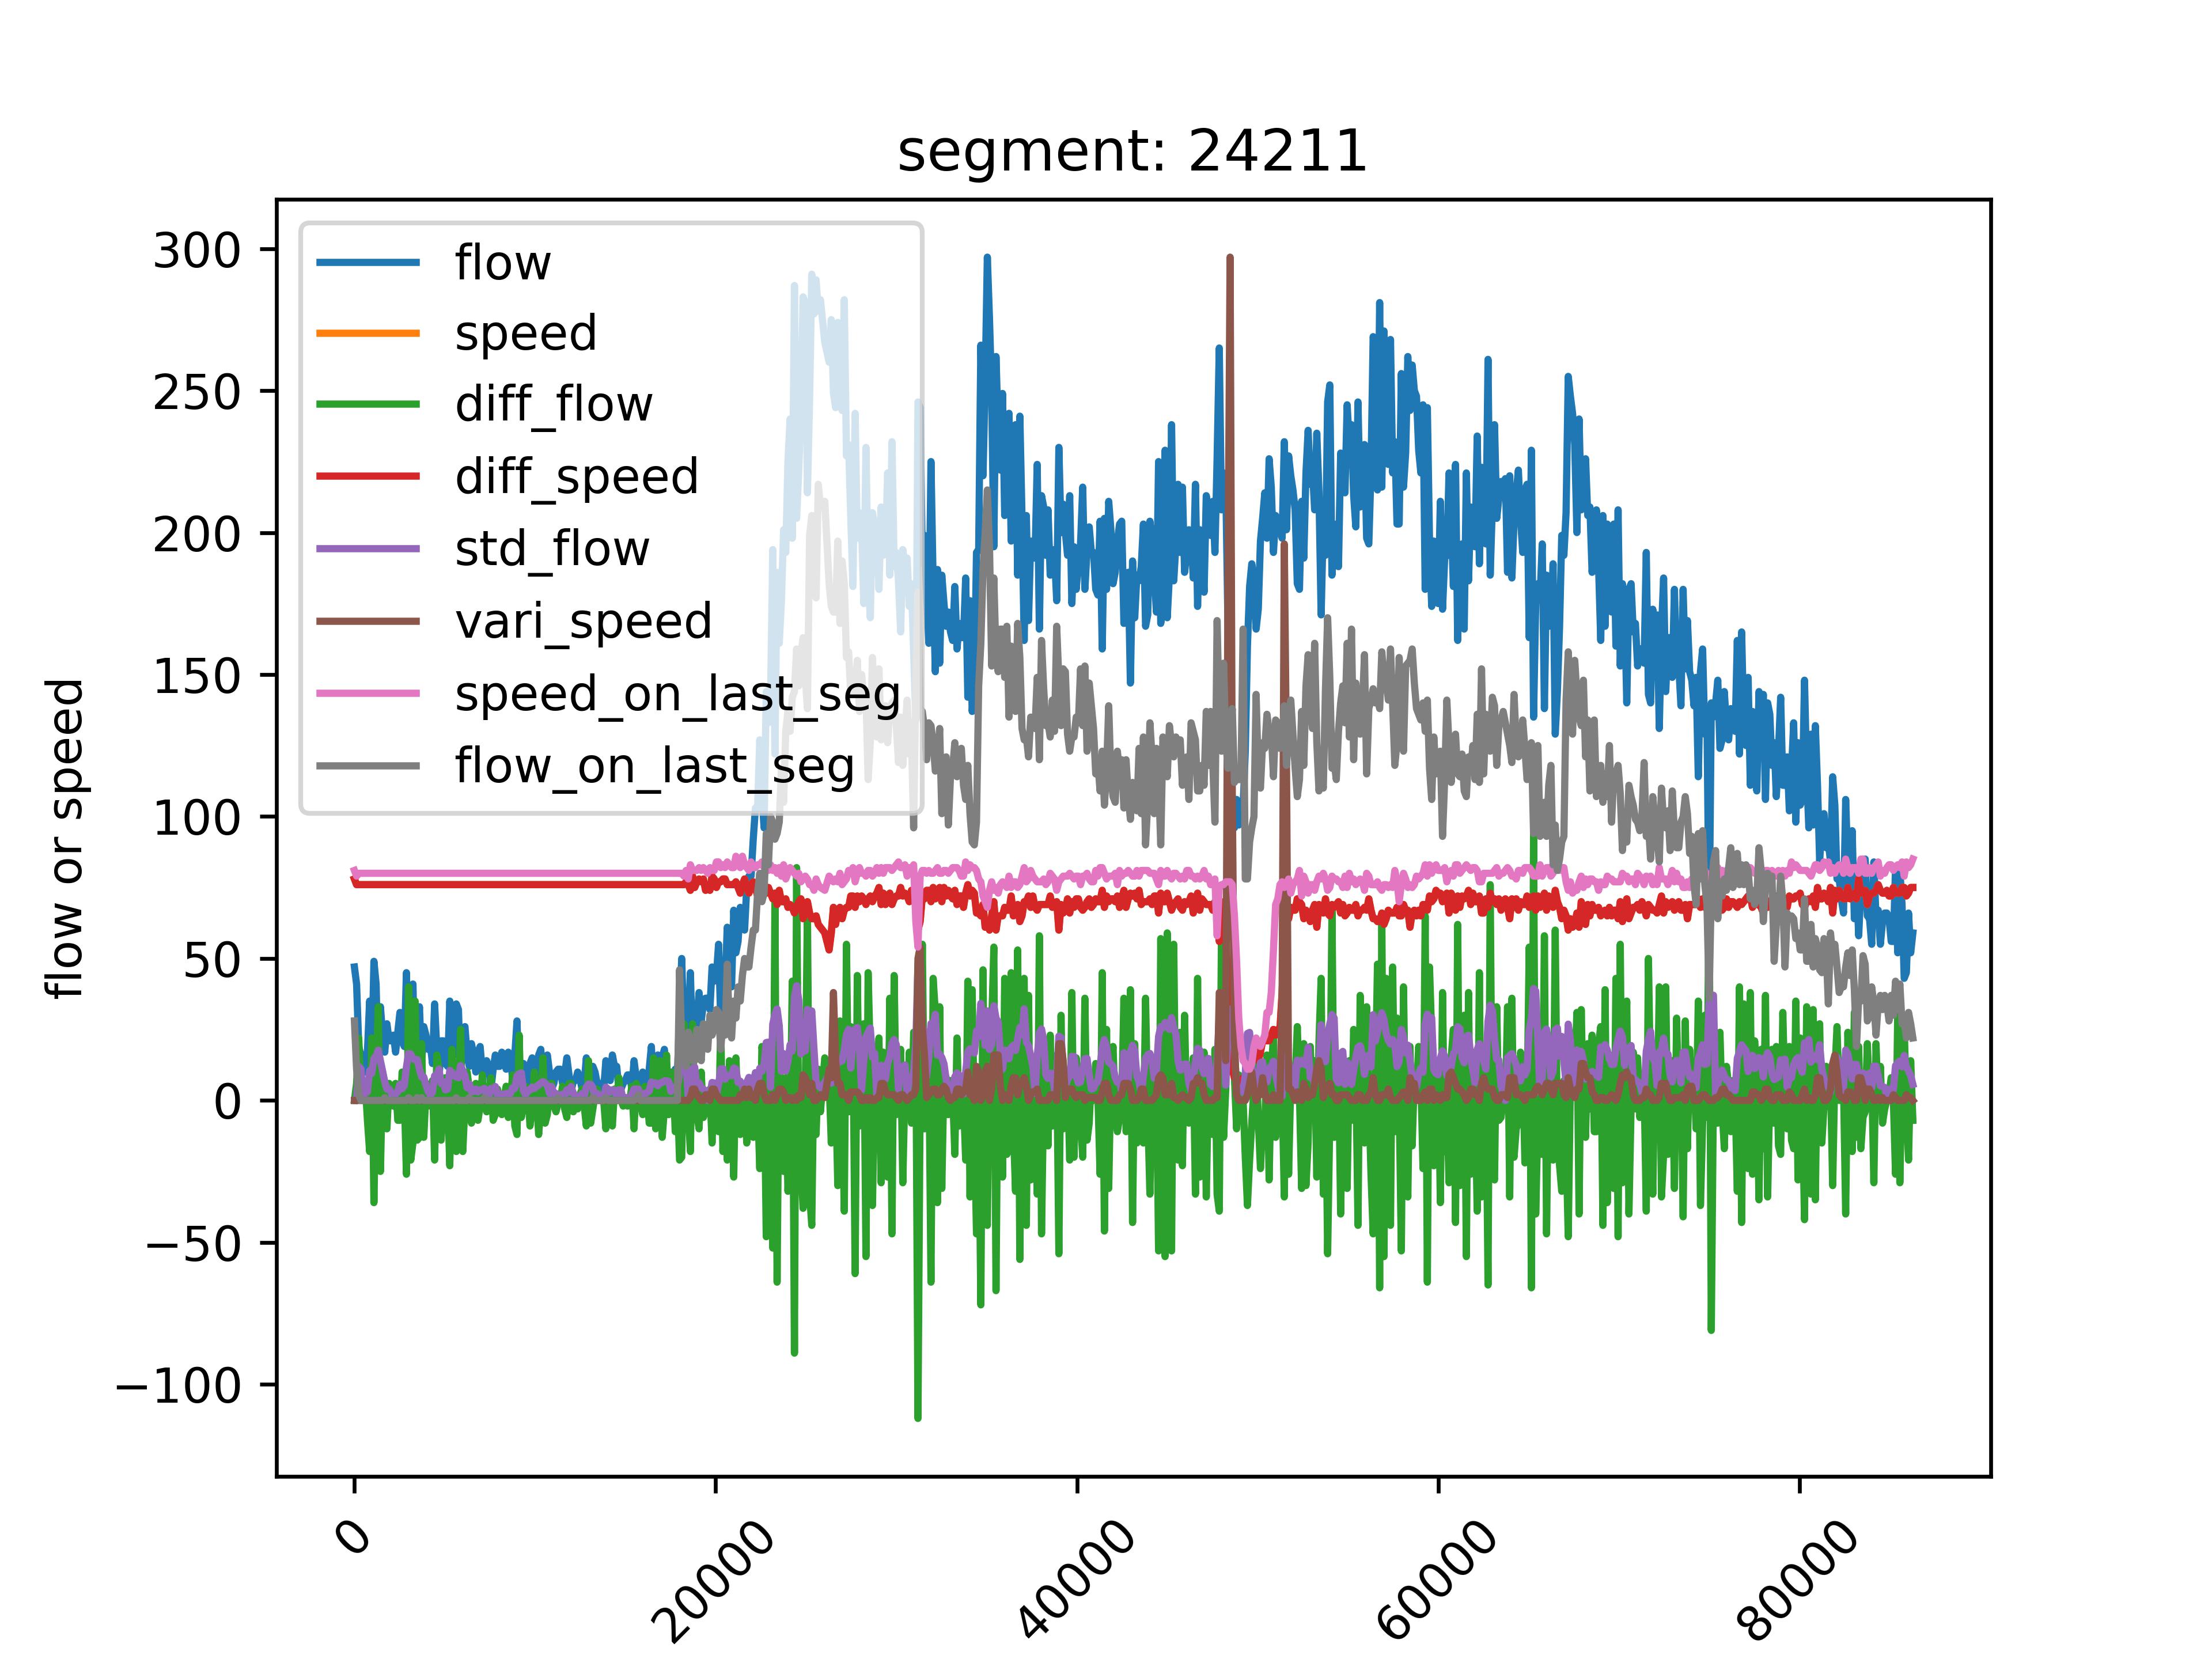 segment: 24211
300
250
200
150
100
50
0
−50
−100
flow or speed
flow
speed
diff_flow
diff_speed
std_flow
vari_speed
speed_on_last_seg
flow_on_last_seg
0
20000
40000
60000
80000